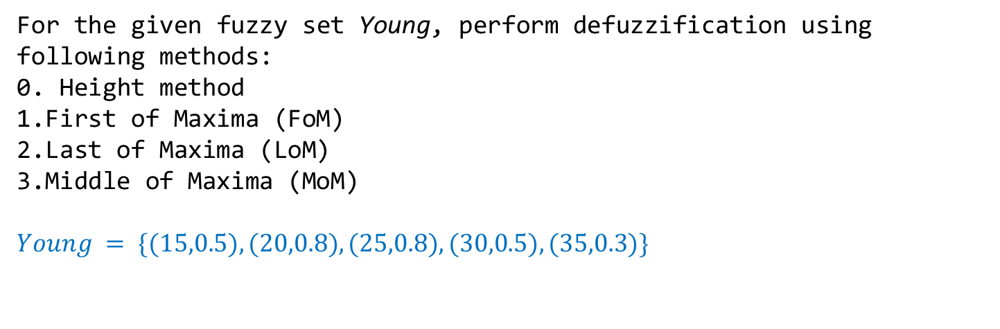 For the given fuzzy set Young, perform defuzzification using
following methods:
0. Height method
1.First of Maxima (FoM)
2.Last of Maxima (LoM)
3.Middle of Maxima (MoM)
Young = {(15,0.5), (20,0.8), (25,0.8), (30,0.5), (35,0.3)}